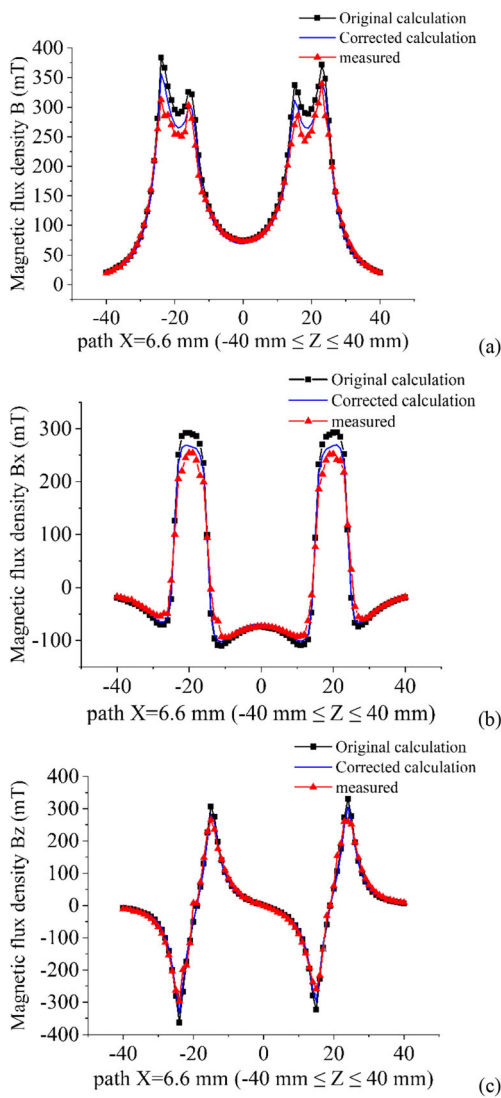 Original calculation
Corrected calculation
measured
Magnetic flux density B (mT)
400
350
300
250
200
150
100
50
0
-40 -20 0 20 40
path X=6.6 mm (-40 mm ≤ Z ≤ 40 mm)
(a)
Original calculation
Corrected calculation
measured
Magnetic flux density Bx (mT)
300
200
100
0
-100
-40 -20 0 20 40
path X=6.6 mm (-40 mm ≤ Z ≤ 40 mm)
(b)
Original calculation
Corrected calculation
measured
Magnetic flux density Bz (mT)
400
300
200
100
0
-100
-200
-300
-400
-40 -20 0 20 40
path X=6.6 mm (-40 mm ≤ Z ≤ 40 mm)
(c)